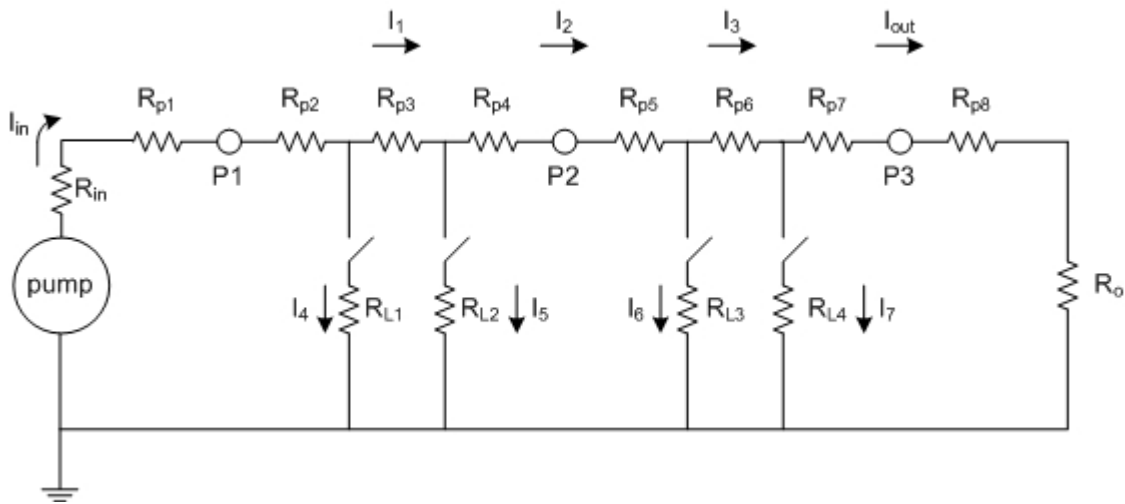 I₁ I₂ I₃ Iout
Rp1 Rp2 Rp3 Rp4 Rp5 Rp6 Rp7 Rp8
Iin
P1 P2 P3
Rin
pump
I₄ RL1 RL2 I₅ I₆ RL3 RL4 I₇ Ro